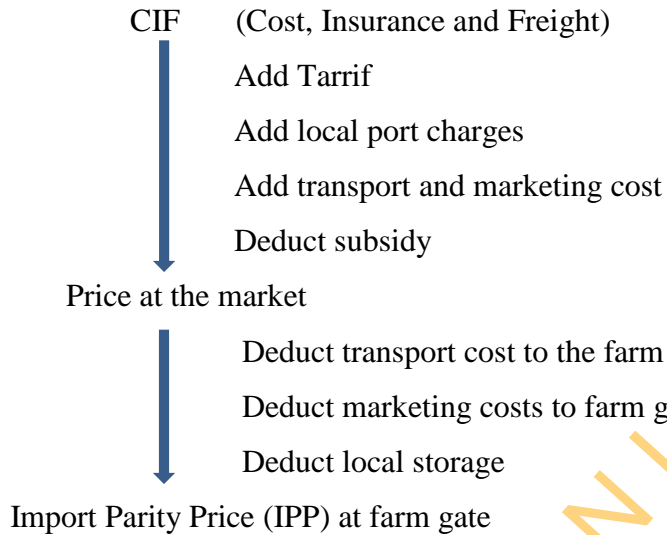 CIF (Cost, Insurance and Freight)
Add Tarrif
Add local port charges
Add transport and marketing cost
Deduct subsidy
Price at the market
Deduct transport cost to the farm
Deduct marketing costs to farm
Deduct local storage
Import Parity Price (IPP) at farm gate